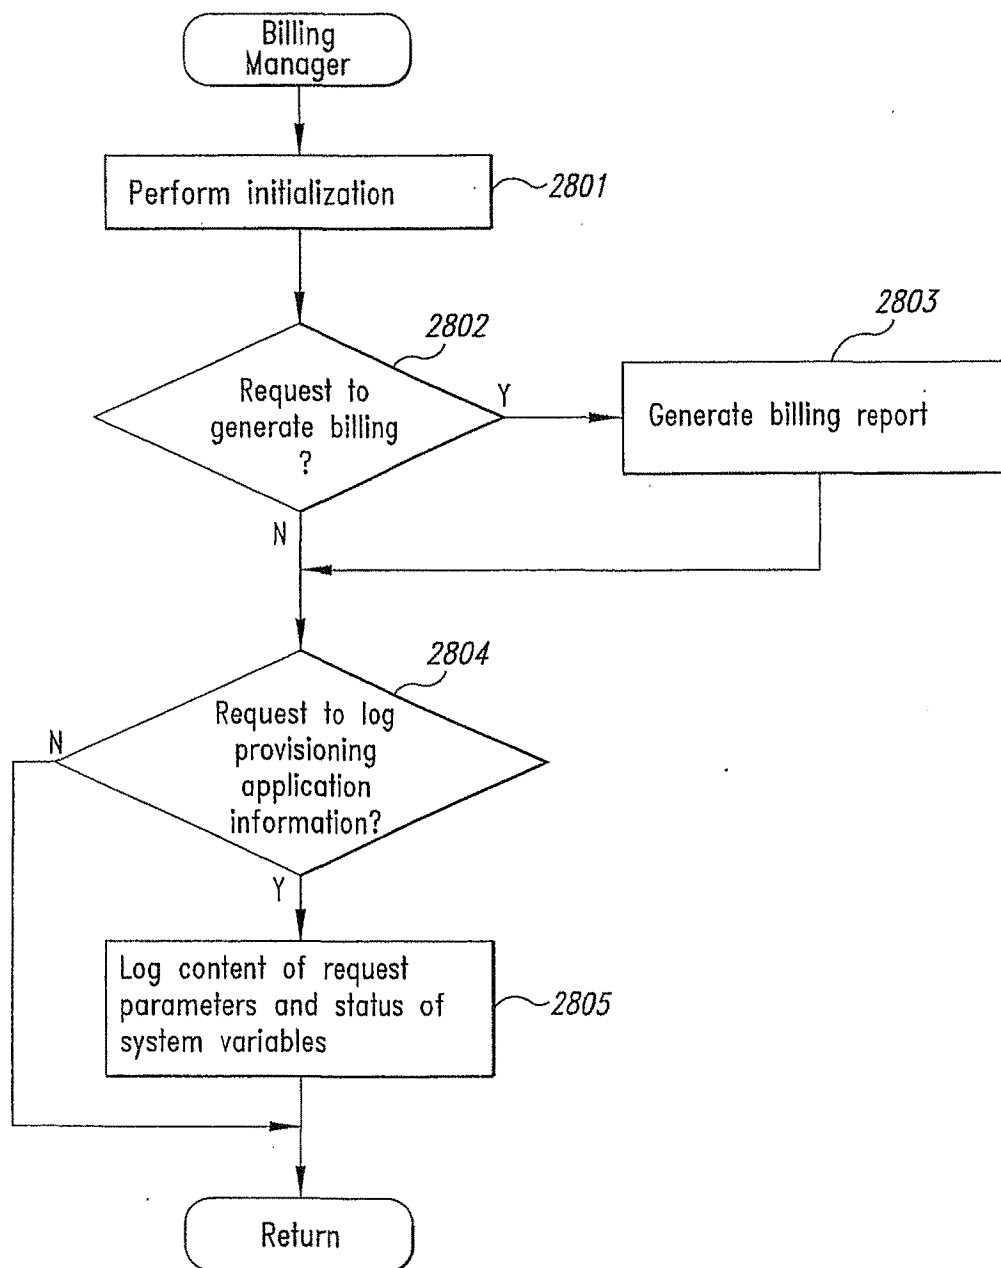 Billing
Manager
Perform initialization
2801
2802
Request to
generate billing
?
Y
N
2803
Generate billing report
2804
Request to log
provisioning
application
information?
N
Y
Log content of request
parameters and status of
system variables
2805
Return